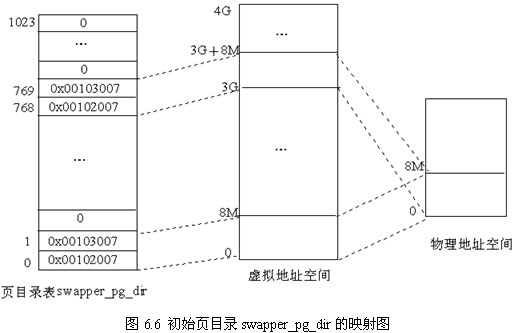 1023 0
...
0
769 0x00103007
768 0x00102007
...
0
1 0x00103007
0 0x00102007
页目录表swapper_pg_dir
4G
...
3G+8M
3G
...
8M
0
虚拟地址空间
8M
0
物理地址空间
图 6.6 初始页目录 swapper_pg_dir 的映射图